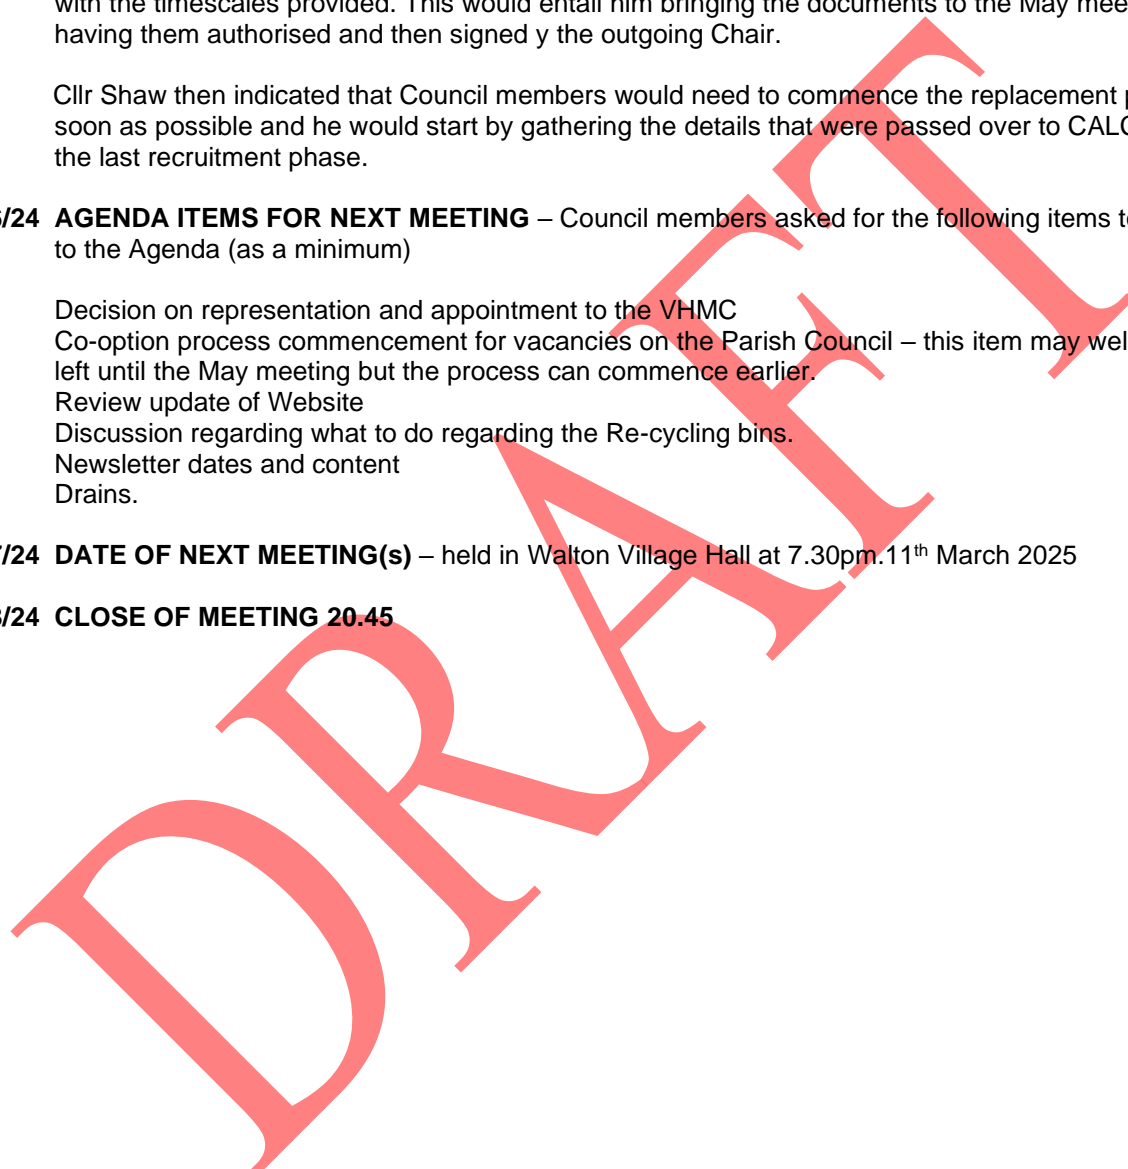 with the timescales provided. This would entail him bringing the documents to the May
having them authorised and then signed y the outgoing Chair.
Cllr Shaw then indicated that Council members would need to commence the replacement
soon as possible and he would start by gathering the details that were passed over to
the last recruitment phase.
/24 AGENDA ITEMS FOR NEXT MEETING – Council members asked for the following items
to the Agenda (as a minimum)
Decision on representation and appointment to the VHMC
Co-option process commencement for vacancies on the Parish Council – this item may
left until the May meeting but the process can commence earlier.
Review update of Website
Discussion regarding what to do regarding the Re-cycling bins.
Newsletter dates and content
Drains.
/24 DATE OF NEXT MEETING(s) – held in Walton Village Hall at 7.30pm.11th March 2025
/24 CLOSE OF MEETING 20.45
DRAFT